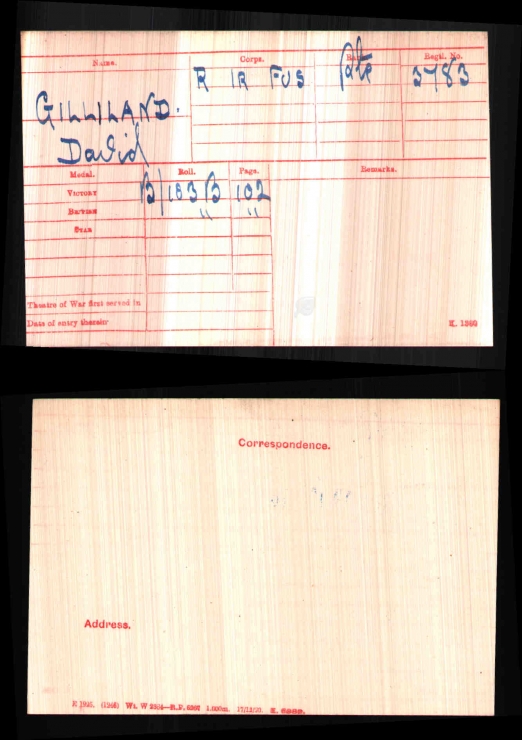 Name. Corps. Rank. Regtl. No.
R IR FUS Pte 3783
GILLILAND.
David
Medal. Roll. Page. Remarks.
VICTORY B/103B 102
BRITISH " "
STAR
Theatre of War first served in
Date of entry therein
K. 1380
Correspondence.
Address.